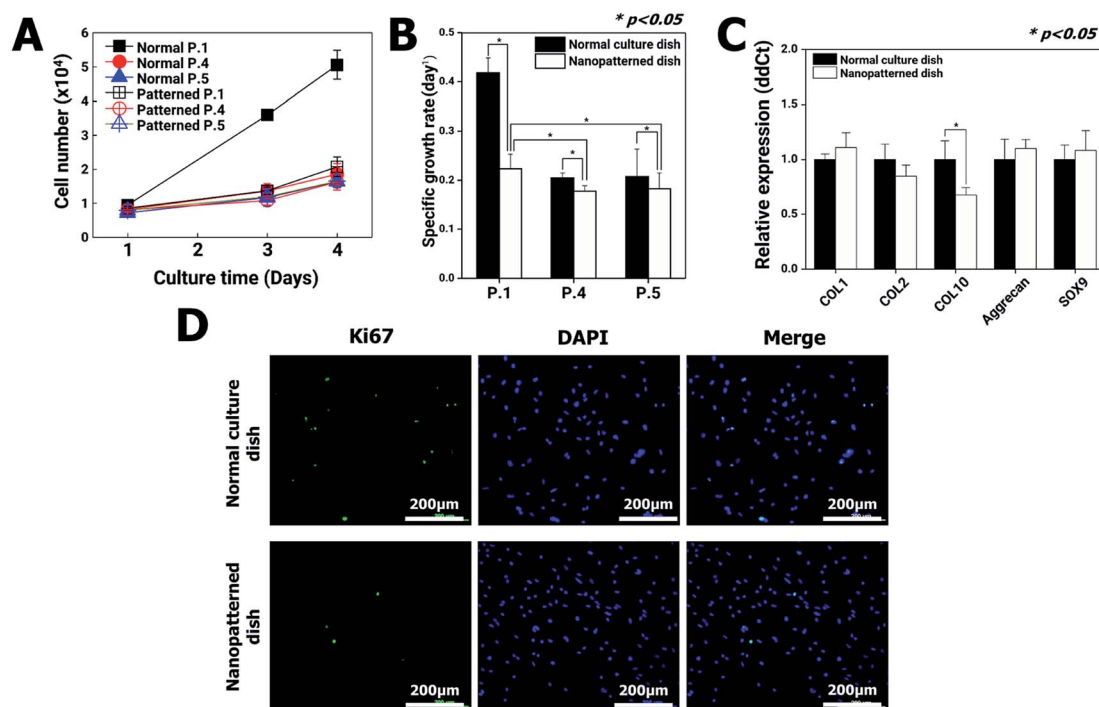 A
Cell number (x10⁴)
6
5
4
3
2
1
0
Normal P.1
Normal P.4
Normal P.5
Patterned P.1
Patterned P.4
Patterned P.5
1 2 3 4
Culture time (Days)
B
* p<0.05
Specific growth rate (day¹)
0.4
0.2
0.0
0.5
0.3
0.2
0.1
Normal culture dish
Nanopatterned dish
*
*
*
*
*
P.1 P.4 P.5
C
* p<0.05
Relative expression (ddCt)
2.0
1.5
1.0
0.5
0.0
Normal culture dish
Nanopatterned dish
*
COL1 COL2 COL10 Aggrecan SOX9
D
Ki67 DAPI Merge
Normal culture dish
200μm 200μm 200μm
Nanopatterned dish
200μm 200μm 200μm